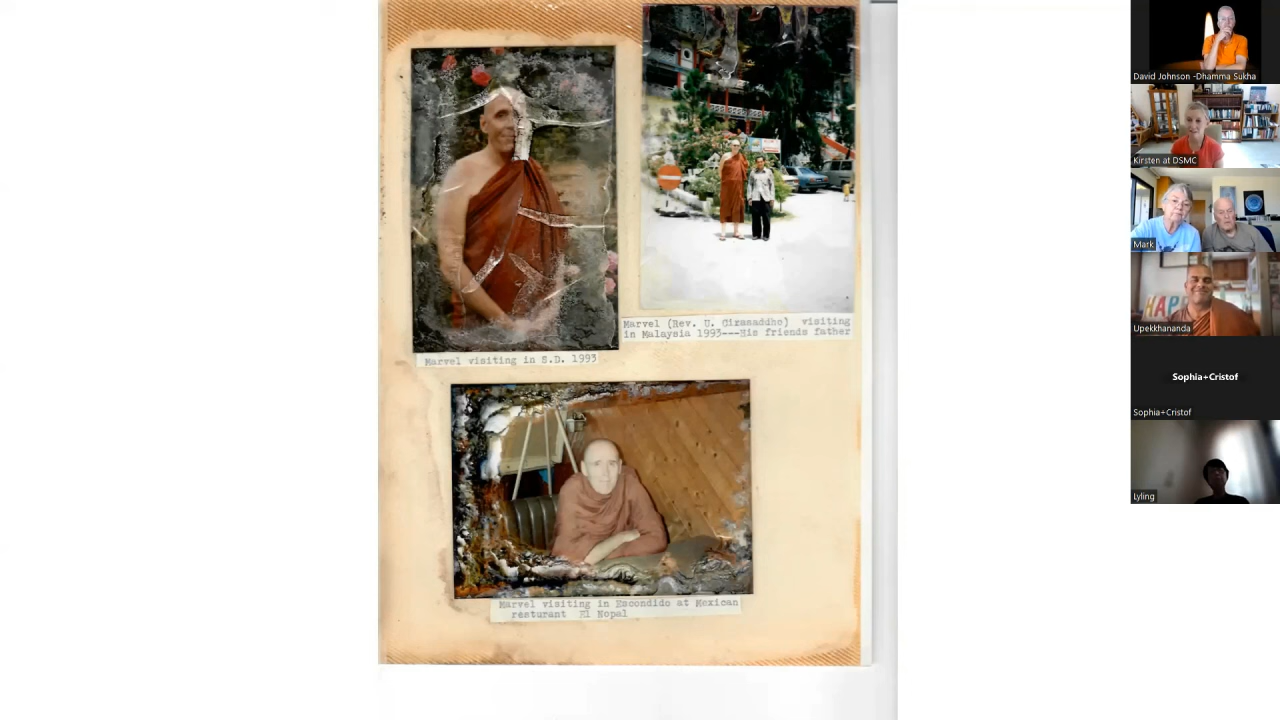 Marvel visiting in S.D. 1993
Marvel (Rev. U. Ciramaddho) visiting
in Malaysia 1993---His friends father
Marvel visiting in Escondido at Mexican
resturant El Nopal
David Johnson -Dhamma Sukha
Kirsten at DSMC
Mark
HAP
Upekkhananda
Sophia+Cristof
Sophia+Cristof
Lyling